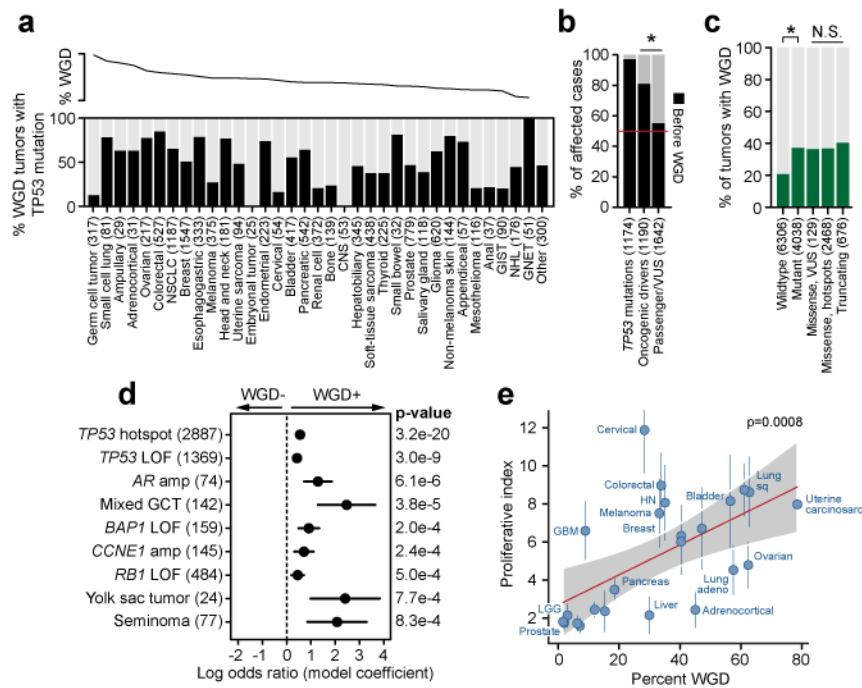 a
% WGD
% WGD tumors with
TP53 mutation
100
50
0
Germ cell tumor (317)
Small cell lung (81)
Ampullary (29)
Adrenocortical (31)
Ovarian (217)
Colorectal (527)
NSCLC (1187)
Breast (1547)
Esophagogastric (333)
Melanoma (375)
Head and neck (181)
Uterine sarcoma (94)
Embryonal tumor (25)
Endometrial (223)
Cervical (54)
Bladder (417)
Pancreatic (542)
Renal cell (372)
Bone (139)
CNS (53)
Hepatobiliary (345)
Soft-tissue sarcoma (438)
Thyroid (225)
Small bowel (32)
Prostate (779)
Salivary gland (118)
Glioma (620)
Non-melanoma skin (144)
Appendiceal (57)
Mesothelioma (116)
Anal (37)
GIST (90)
NHL (176)
GNET (51)
Other (300)
b
*
% of affected cases
100
80
60
40
20
0
Before WGD
TP53 mutations (1174)
Oncogenic drivers (1190)
Passenger/VUS (1642)
c
* N.S.
% of tumors with WGD
100
80
60
40
20
0
Wildtype (6306)
Mutant (4038)
Missense, VUS (129)
Missense, hotspots (2468)
Truncating (676)
d
WGD- WGD+
p-value
TP53 hotspot (2887) 3.2e-20
TP53 LOF (1369) 3.0e-9
AR amp (74) 6.1e-6
Mixed GCT (142) 3.8e-5
BAP1 LOF (159) 2.0e-4
CCNE1 amp (145) 2.4e-4
RB1 LOF (484) 5.0e-4
Yolk sac tumor (24) 7.7e-4
Seminoma (77) 8.3e-4
-2 -1 0 1 2 3 4
Log odds ratio (model coefficient)
e
p=0.0008
Proliferative index
12
10
8
6
4
2
Cervical
Colorectal
HN
Melanoma
Breast
GBM
Bladder
Lung
sq
Uterine
carcinosarc
Ovarian
Lung
adeno
Pancreas
LGG
Liver
Adrenocortical
Prostate
0 20 40 60 80
Percent WGD